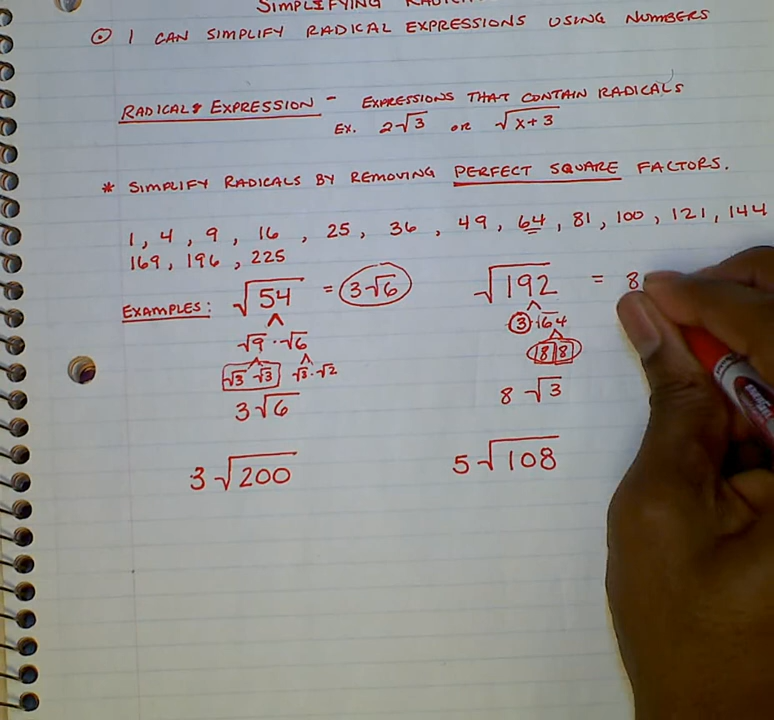 SIMPLIFYING
⊙ I CAN SIMPLIFY RADICAL EXPRESSIONS USING NUMBERS
RADICAL EXPRESSION - EXPRESSIONS THAT CONTAIN RADICALS
EX. 2√3 OR √x+3
* SIMPLIFY RADICALS BY REMOVING PERFECT SQUARE FACTORS.
1, 4, 9, 16, 25, 36, 49, 64, 81, 100, 121, 144
169, 196, 225
EXAMPLES: √54 = 3√6 √192 = 8
√9 · √6 3 · 64
√3 √3 √3 · √2 8 8
3√6 8 √3
3√200 5√108